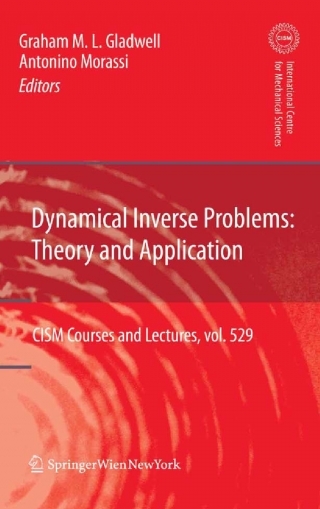 Graham M. L. Gladwell
Antonino Morassi
Editors
CISM
International Centre
for Mechanical Sciences
Dynamical Inverse Problems:
Theory and Application
CISM Courses and Lectures, vol. 529
SpringerWienNewYork